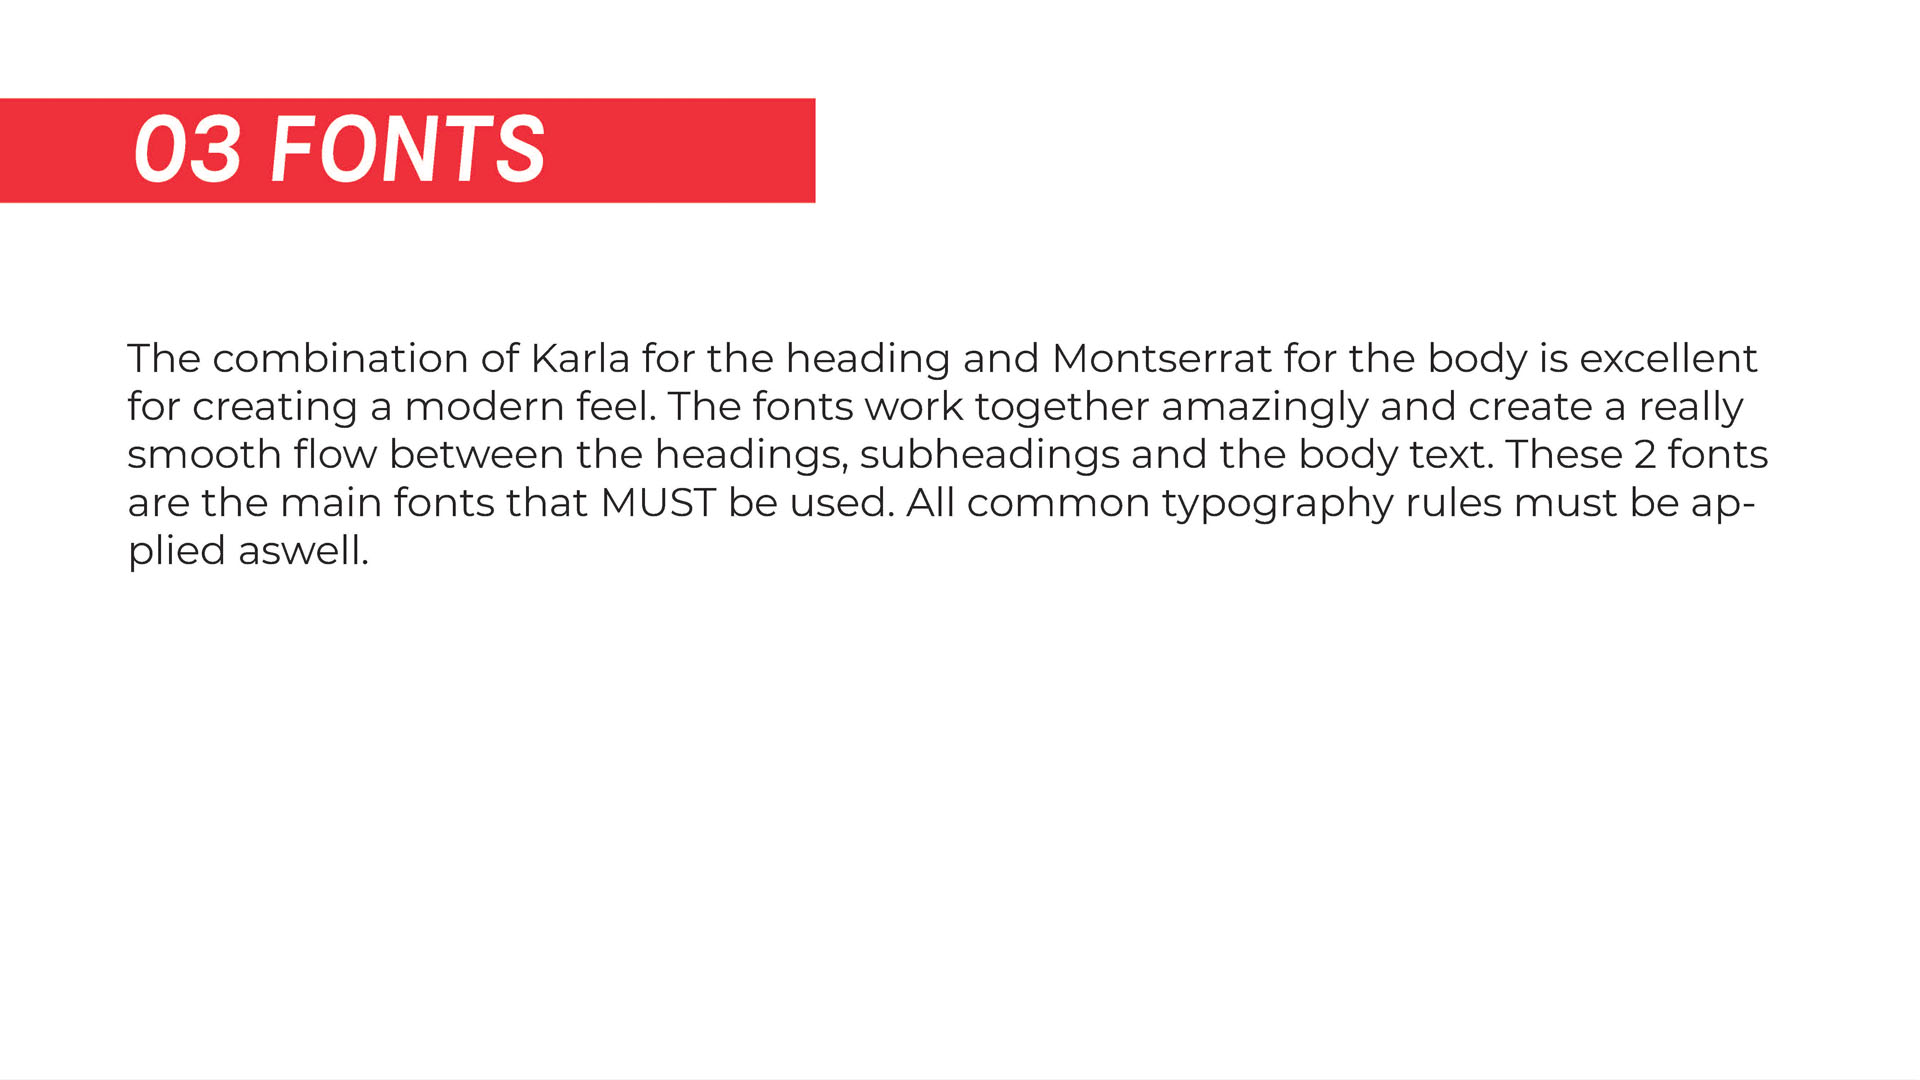 03 FONTS
The combination of Karla for the heading and Montserrat for the body is excellent
for creating a modern feel. The fonts work together amazingly and create a really
smooth flow between the headings, subheadings and the body text. These 2 fonts
are the main fonts that MUST be used. All common typography rules must be ap-
plied aswell.